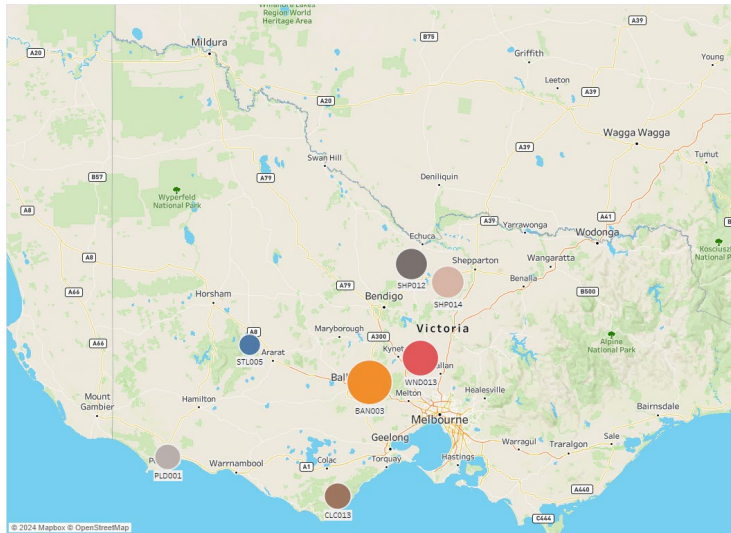 Willandra Lakes
Region World
Heritage Area
A39
B75
Mildura
A20
Griffith
Young
Leeton
A39
A20
Wagga Wagga
A39
Tumut
Swan Hill
B57
A79
Deniliquin
Wyperfeld
National Park
A8
A39
Yarrawonga
A41
Echuca
Wodonga
Kosciuszko
National P
A8
Shepparton
Wangaratta
SHP012
Benalla
A66
A79
B500
Horsham
Bendigo
SHP014
Victoria
A8
Maryborough
A300
Alpine
National Park
A66
Kynet
STL005
Ararat
Ball
WND013
Healesville
Mount
Gambier
Hamilton
BAN003
Melton
Melbourne
Bairnsdale
Geelong
Warragul
Traralgon
Sale
Warrnambool
A1
Colac
Torquay
Hastings
PLD001
A440
CLC013
C444
© 2024 Mapbox © OpenStreetMap